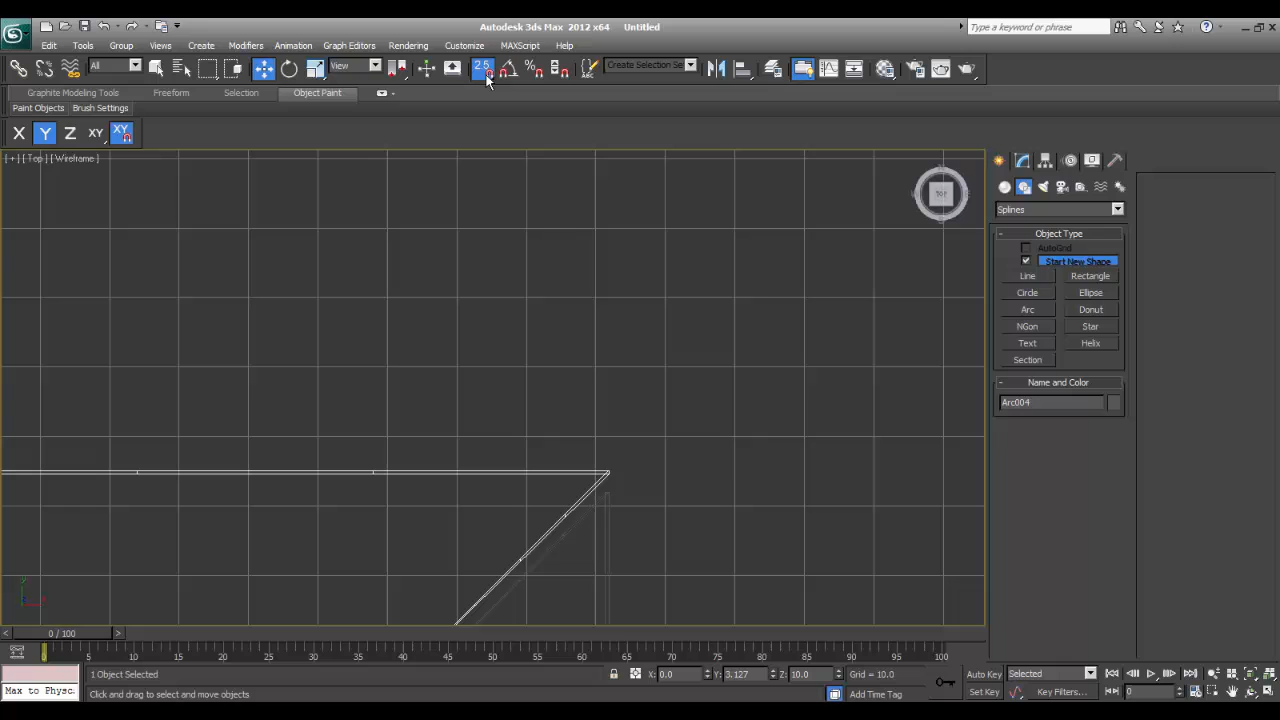 Autodesk 3ds Max 2012 x64 Untitled
Type a keyword or phrase
Edit Tools Group Views Create Modifiers Animation Graph Editors Rendering Customize MAXScript Help
All View 2.5 Create Selection Se
Graphite Modeling Tools Freeform Selection Object Paint
Paint Objects Brush Settings
X Y Z XY XY
[ + ] [ Top ] [ Wireframe ]
TOP
Splines
- Object Type
AutoGrid
Start New Shape
Line Rectangle
Circle Ellipse
Arc Donut
NGon Star
Text Helix
Section
- Name and Color
Arc004
y
< 0 / 100 >
0 5 10 15 20 25 30 35 40 45 50 55 60 65 70 75 80 85 90 95 100
1 Object Selected X: 0.0 Y: 3.127 Z: 10.0 Grid = 10.0 Auto Key Selected
Max to Physc. Click and drag to select and move objects Add Time Tag Set Key Key Filters... 0